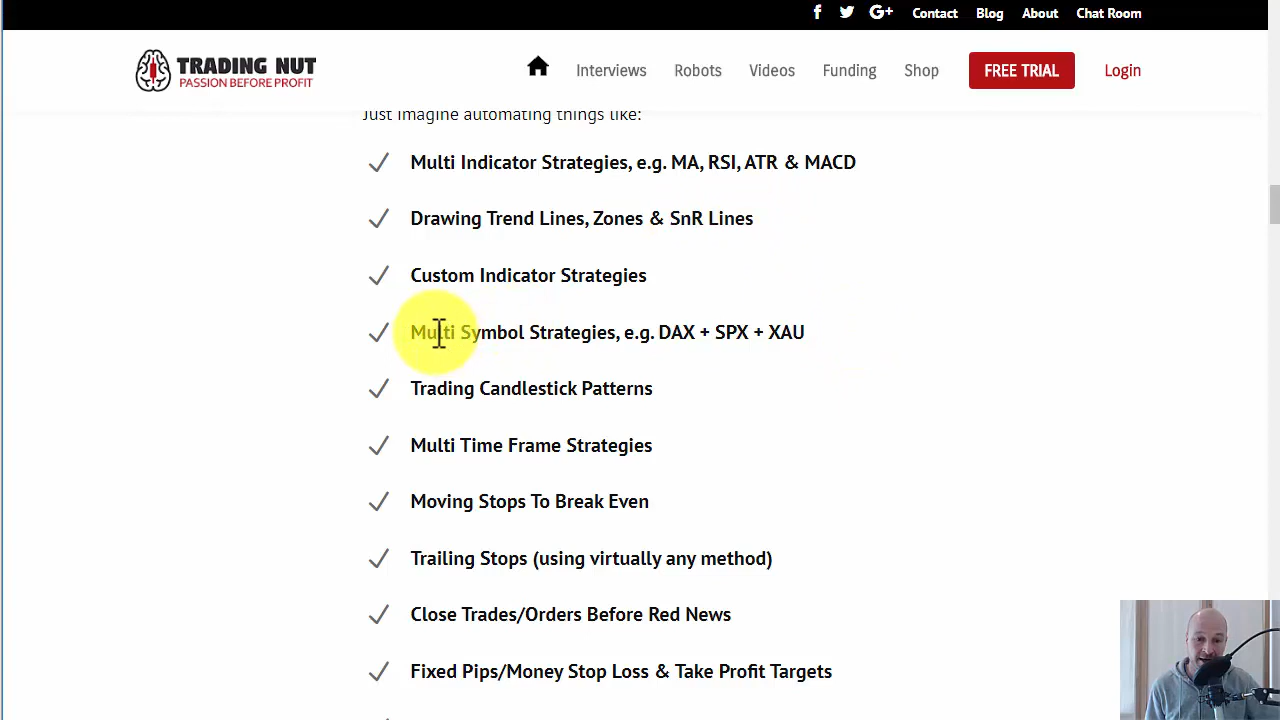 f G+ Contact Blog About Chat Room
TRADING NUT
PASSION BEFORE PROFIT
Interviews Robots Videos Funding Shop FREE TRIAL Login
Just imagine automating things like:
Multi Indicator Strategies, e.g. MA, RSI, ATR & MACD
Drawing Trend Lines, Zones & SnR Lines
Custom Indicator Strategies
Multi Symbol Strategies, e.g. DAX + SPX + XAU
Trading Candlestick Patterns
Multi Time Frame Strategies
Moving Stops To Break Even
Trailing Stops (using virtually any method)
Close Trades/Orders Before Red News
Fixed Pips/Money Stop Loss & Take Profit Targets